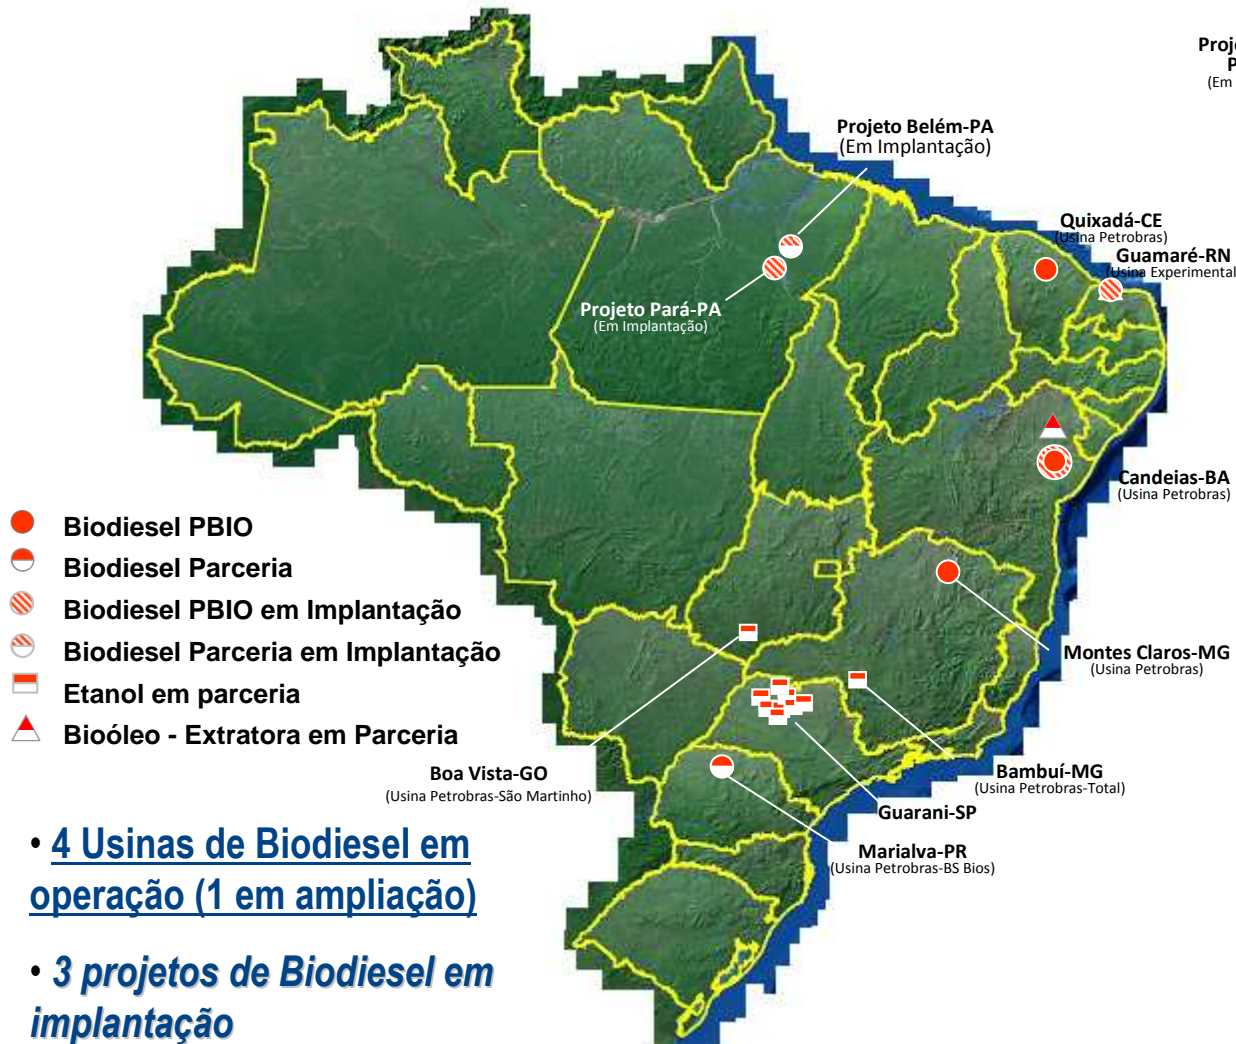 Proj
P
(Em
Projeto Belém-PA
(Em Implantação)
Quixadá-CE
(Usina Petrobras)
Guamaré-RN
(Usina Experimental
Projeto Pará-PA
(Em Implantação)
Candeias-BA
(Usina Petrobras)
Biodiesel PBIO
Biodiesel Parceria
Biodiesel PBIO em Implantação
Biodiesel Parceria em Implantação
Etanol em parceria
Bioóleo - Extratora em Parceria
Montes Claros-MG
(Usina Petrobras)
Boa Vista-GO
(Usina Petrobras-São Martinho)
Bambuí-MG
(Usina Petrobras-Total)
Guarani-SP
Marialva-PR
(Usina Petrobras-BS Bios)
• 4 Usinas de Biodiesel em
operação (1 em ampliação)
• 3 projetos de Biodiesel em
implantação